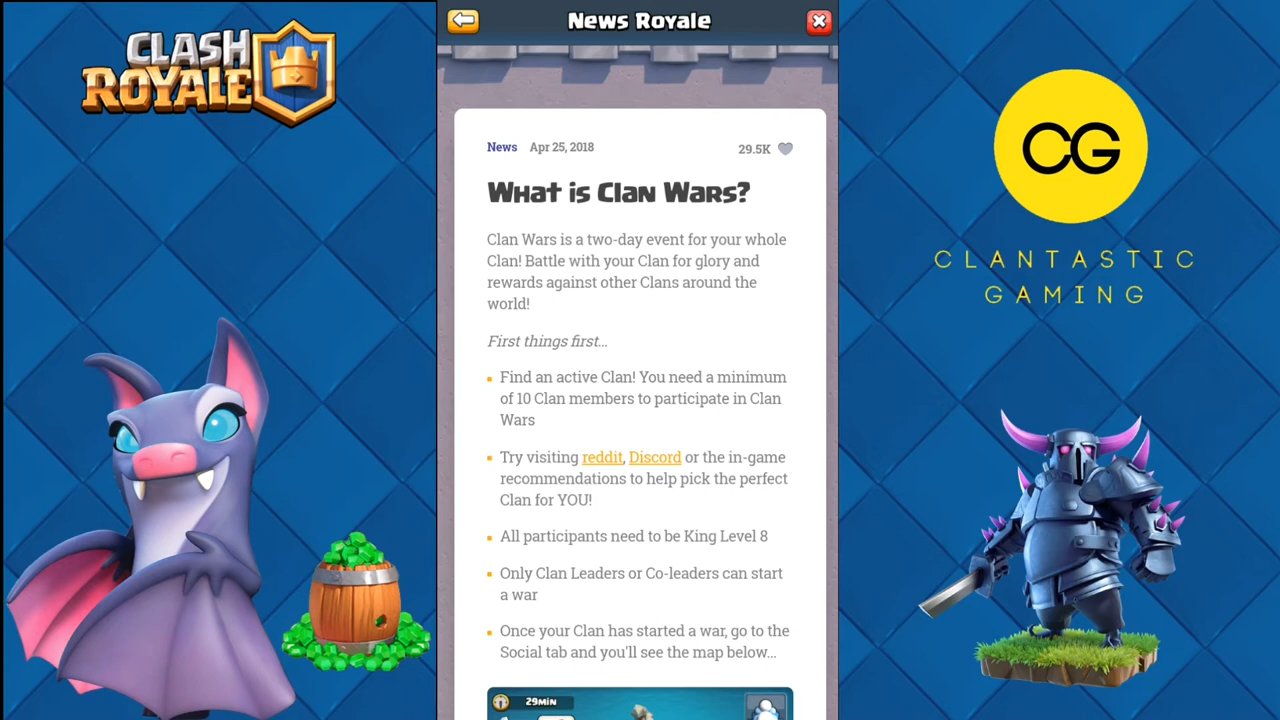 CLASH
ROYALE
News Royale
News Apr 25, 2018 29.5K
What is Clan Wars?
Clan Wars is a two-day event for your whole
Clan! Battle with your Clan for glory and
rewards against other Clans around the
world!
First things first...
Find an active Clan! You need a minimum
of 10 Clan members to participate in Clan
Wars
Try visiting reddit, Discord or the in-game
recommendations to help pick the perfect
Clan for YOU!
All participants need to be King Level 8
Only Clan Leaders or Co-leaders can start
a war
Once your Clan has started a war, go to the
Social tab and you'll see the map below...
29MIN
CG
CLANTASTIC
GAMING